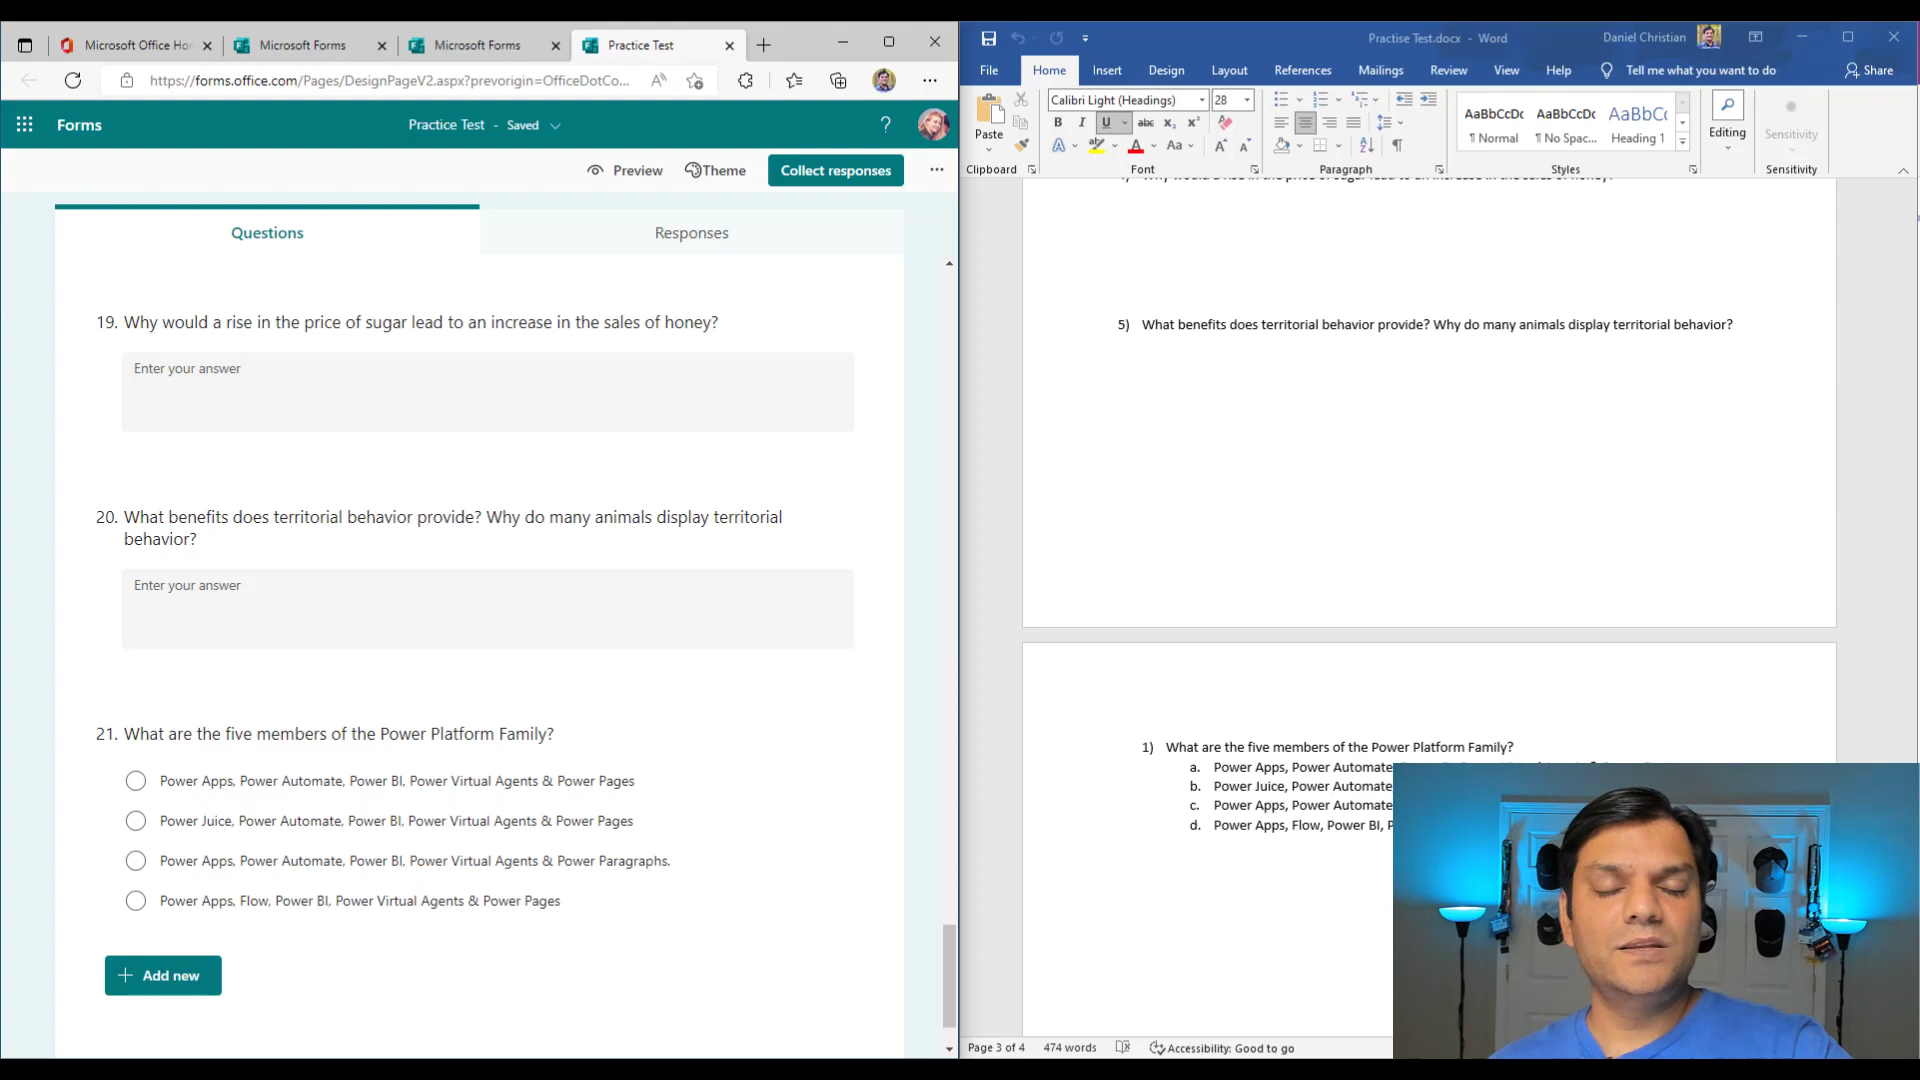 Microsoft Office Ho
Microsoft Forms
Microsoft Forms
Practice Test
https://forms.office.com/Pages/DesignPageV2.aspx?prevorigin=OfficeDotCo...
Forms
Practice Test - Saved
?
Preview
Theme
Collect responses
Questions
Responses
19. Why would a rise in the price of sugar lead to an increase in the sales of honey?
Enter your answer
20. What benefits does territorial behavior provide? Why do many animals display territorial
behavior?
Enter your answer
21. What are the five members of the Power Platform Family?
Power Apps, Power Automate, Power BI, Power Virtual Agents & Power Pages
Power Juice, Power Automate, Power BI, Power Virtual Agents & Power Pages
Power Apps, Power Automate, Power BI, Power Virtual Agents & Power Paragraphs.
Power Apps, Flow, Power BI, Power Virtual Agents & Power Pages
Add new
Practise Test.docx - Word
Daniel Christian
File Home Insert Design Layout References Mailings Review View Help Tell me what you want to do Share
Calibri Light (Headings) 28
AaBbCcDc AaBbCcDc AaBbCc
Paste
B I U abc x₂ x²
¶ Normal ¶ No Spac... Heading 1
Editing
Sensitivity
A Aa A A
Clipboard Font Paragraph Styles Sensitivity
5) What benefits does territorial behavior provide? Why do many animals display territorial behavior?
1) What are the five members of the Power Platform Family?
a. Power Apps, Power Automate
b. Power Juice, Power Automate
c. Power Apps, Power Automate
d. Power Apps, Flow, Power BI, P
Page 3 of 4 474 words Accessibility: Good to go